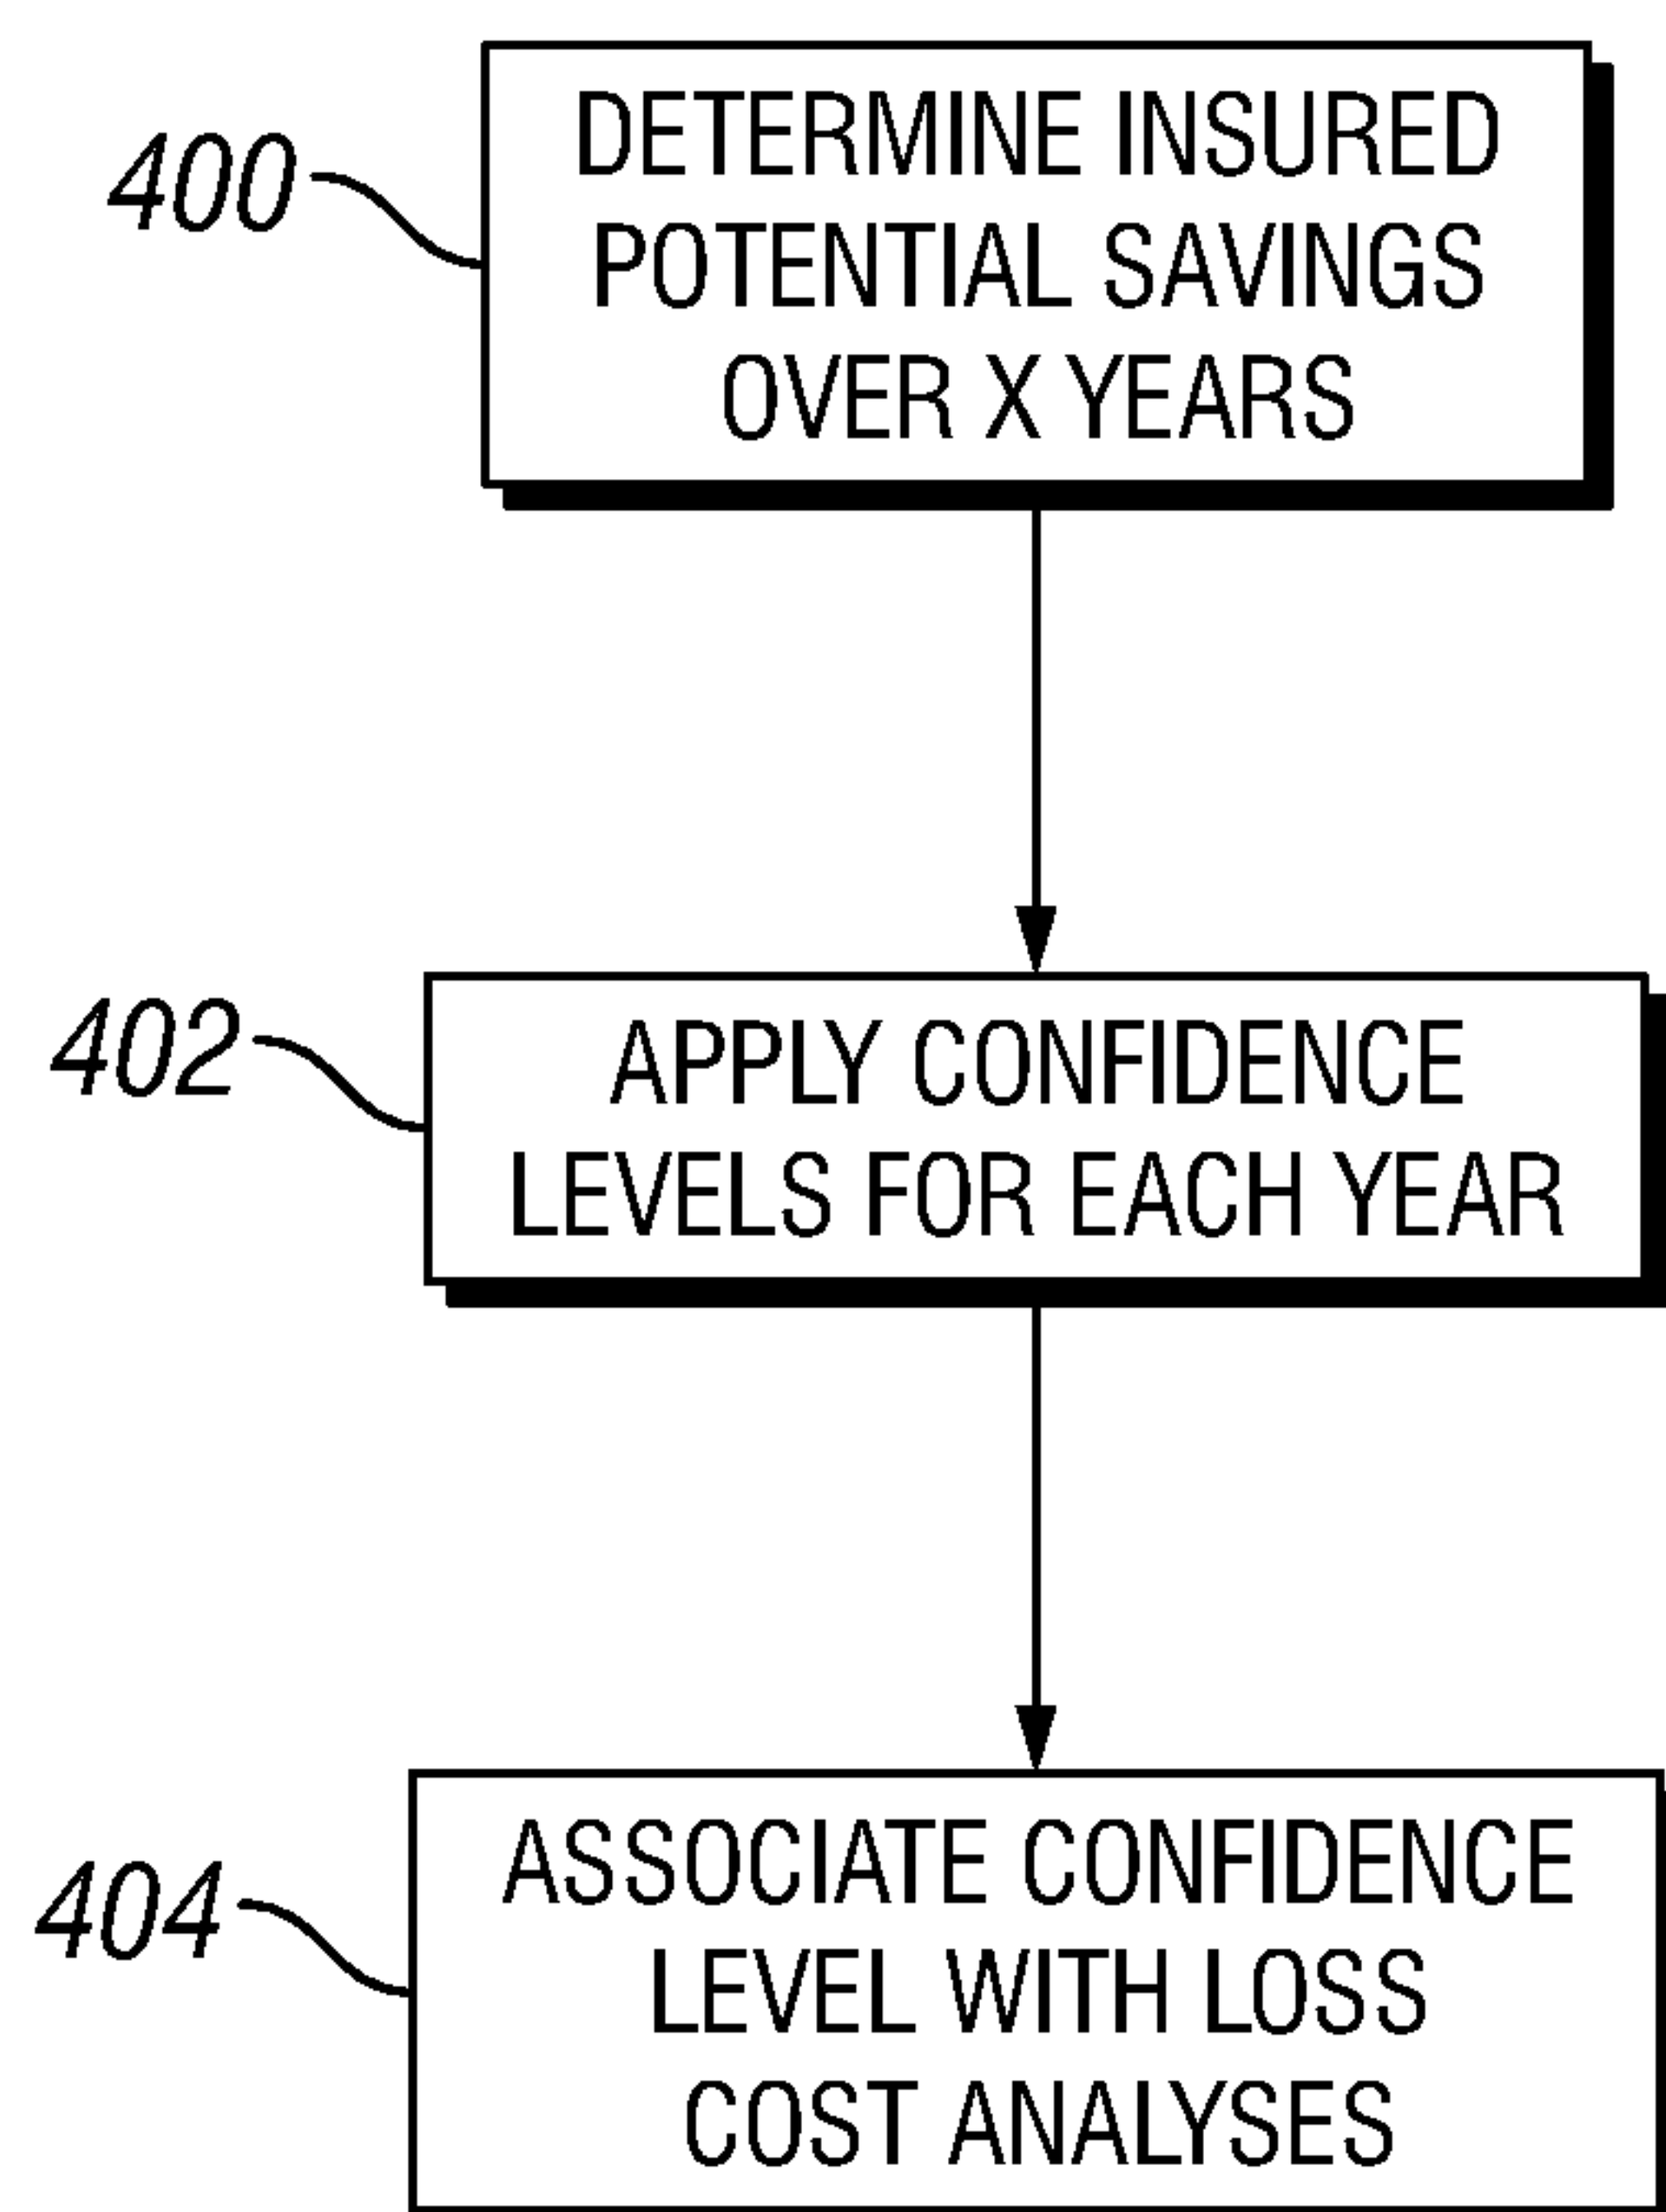 400
DETERMINE INSURED
POTENTIAL SAVINGS
OVER X YEARS
402
APPLY CONFIDENCE
LEVELS FOR EACH YEAR
404
ASSOCIATE CONFIDENCE
LEVEL WITH LOSS
COST ANALYSES